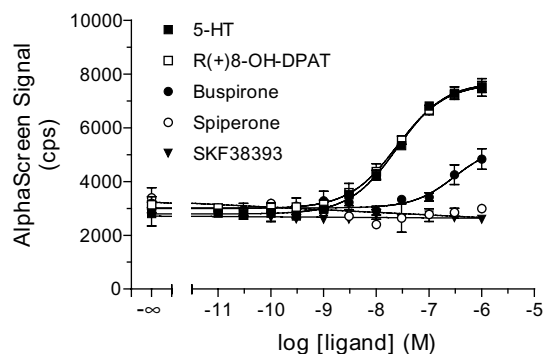 10000
8000
6000
4000
2000
0
AlphaScreen Signal
(cps)
5-HT
R(+)8-OH-DPAT
Buspirone
Spiperone
SKF38393
-∞ -11 -10 -9 -8 -7 -6 -5
log [ligand] (M)